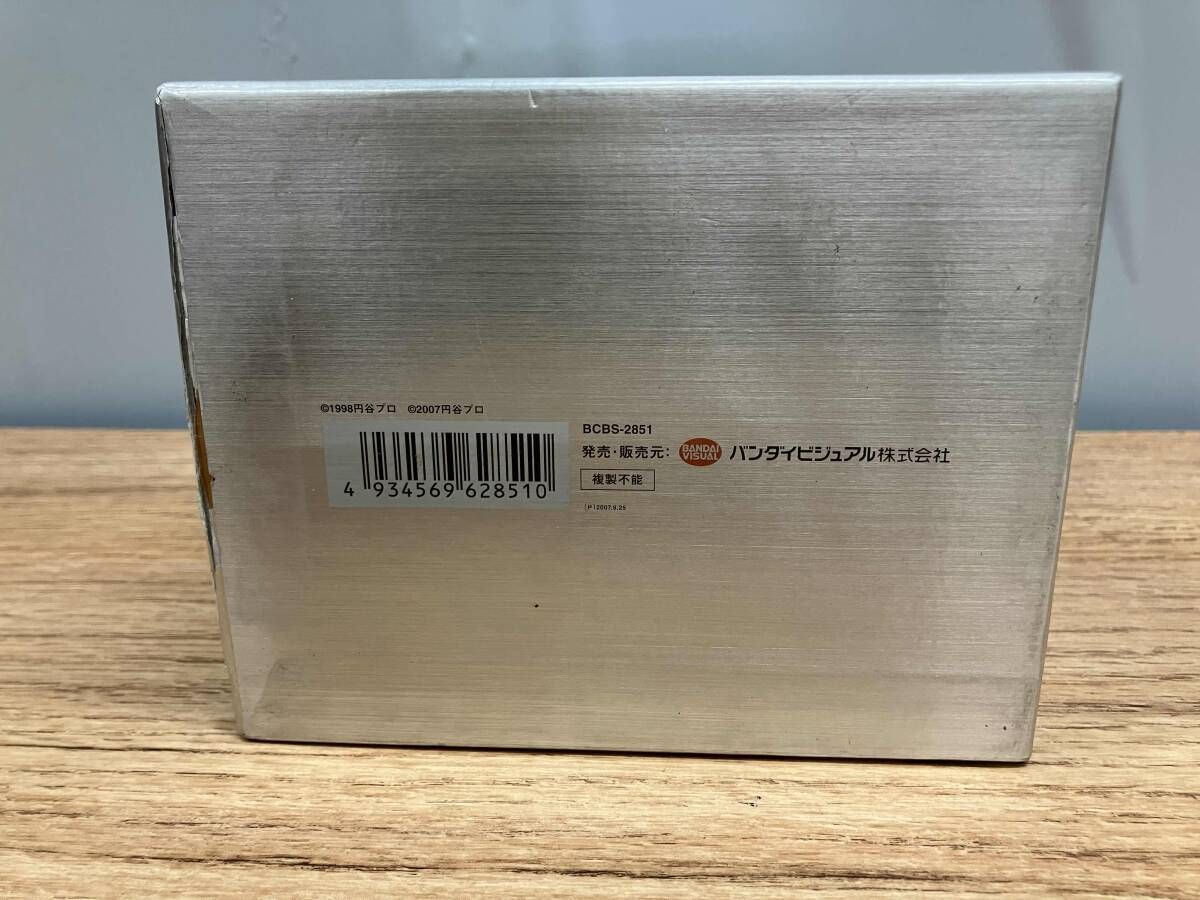 ©1998円谷プロ ©2007円谷プロ
4 934569 628510
BCBS-2851
発売・販売元: BANDAI VISUAL バンダイビジュアル株式会社
複製不能